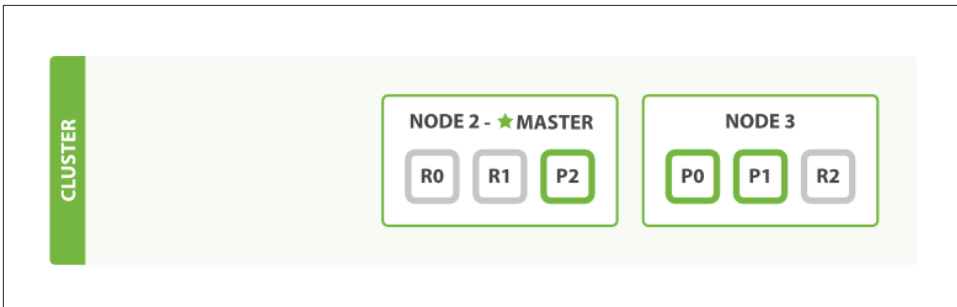 CLUSTER
NODE 2 - ★ MASTER
R0 R1 P2
NODE 3
P0 P1 R2